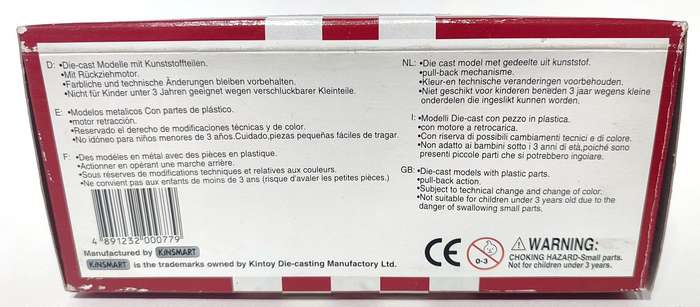 D: •Die-cast Modelle mit Kunststoffteilen.
•Mit Rückziehmotor.
•Farbliche und technische Änderungen bleiben vorbehalten.
•Nicht für Kinder unter 3 Jahren geeignet wegen verschluckbarer Kleinteile.
E: •Modelos metalicos Con partes de plástico.
•motor retracción.
•Reservado el derecho de modificaciones técnicas y de color.
•No idóneo para niños menores de 3 años.Cuidado,piezas pequeñas fáciles de tragar.
F: •Des modèles en métal avec des pièces en plastique.
•Actionner en opérant une marche arrière.
•Sous réserves de modifications techniques et relatives aux couleurs.
•Ne convient pas aux enfants de moins de 3 ans (risque d'avaler les petites pièces.)
4 891232 000779
Manufactured by KiNSMART
KiNSMART is the trademarks owned by Kintoy Die-casting Manufactory Ltd.
NL: •Die cast model met gedeelte uit kunststof.
•pull-back mechanisme.
•Kleur-en technische veranderingen voorbehouden.
•Niet geschikt voor kinderen beneden 3 jaar wegens kleine
onderdelen die ingeslikt kunnen worden.
I: •Modelli Die-cast con pezzo in plastica.
•con motore a retrocarica.
•Con riserva di possibili cambiamenti tecnici e di colore.
•Non adatto ai bambini sotto i 3 anni di età,poiché sono
presenti piccole parti che si potrebbero ingoiare.
GB: •Die-cast models with plastic parts.
•pull-back action.
•Subject to technical change and change of color.
•Not suitable for children under 3 years old due to the
danger of swallowing small parts.
CE
0-3
WARNING:
CHOKING HAZARD-Small parts.
Not for children under 3 years.